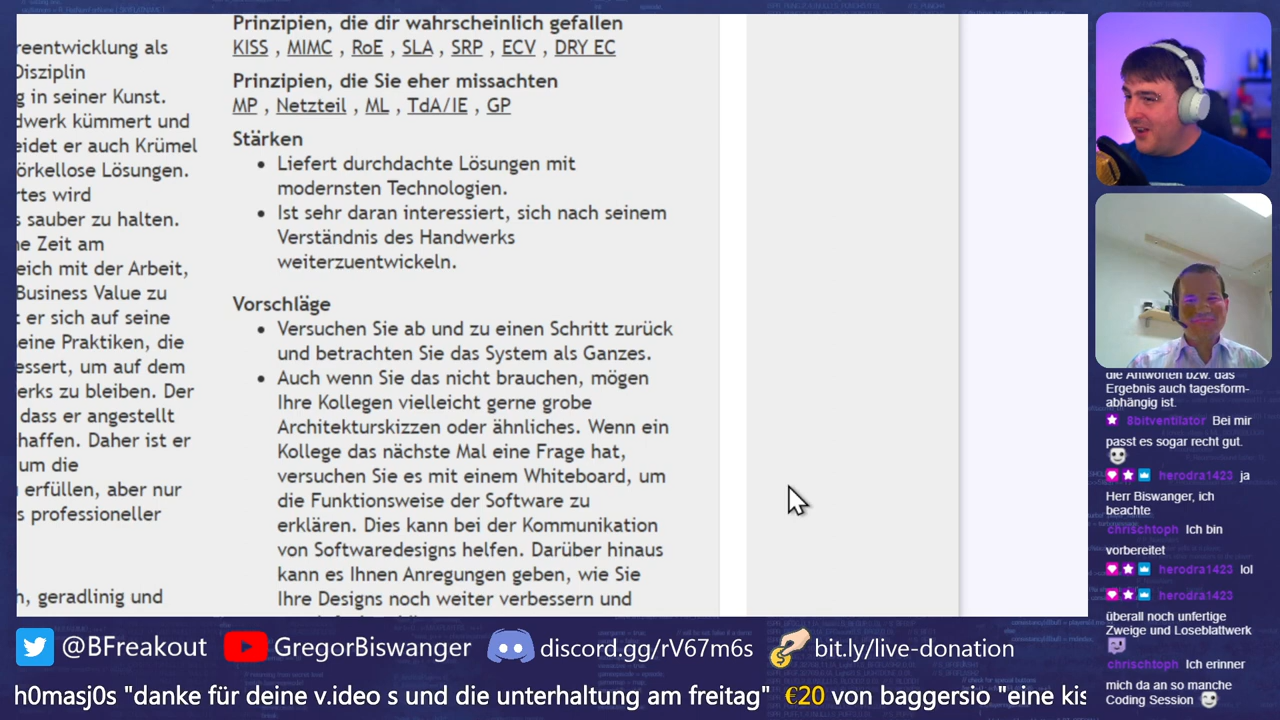 reentwicklung als
Disziplin
g in seiner Kunst.
dwerk kümmert und
eidet er auch Krümel
örkellose Lösungen.
rtes wird
s sauber zu halten.
ne Zeit am
eich mit der Arbeit,
Business Value zu
t er sich auf seine
eine Praktiken, die
essert, um auf dem
erks zu bleiben. Der
dass er angestellt
haffen. Daher ist er
um die
erfüllen, aber nur
s professioneller
h, geradlinig und
Prinzipien, die dir wahrscheinlich gefallen
KISS , MIMC , RoE , SLA , SRP , ECV , DRY EC
Prinzipien, die Sie eher missachten
MP , Netzteil , ML , TdA/IE , GP
Stärken
• Liefert durchdachte Lösungen mit
modernsten Technologien.
• Ist sehr daran interessiert, sich nach seinem
Verständnis des Handwerks
weiterzuentwickeln.
Vorschläge
• Versuchen Sie ab und zu einen Schritt zurück
und betrachten Sie das System als Ganzes.
• Auch wenn Sie das nicht brauchen, mögen
Ihre Kollegen vielleicht gerne grobe
Architekturskizzen oder ähnliches. Wenn ein
Kollege das nächste Mal eine Frage hat,
versuchen Sie es mit einem Whiteboard, um
die Funktionsweise der Software zu
erklären. Dies kann bei der Kommunikation
von Softwaredesigns helfen. Darüber hinaus
kann es Ihnen Anregungen geben, wie Sie
Ihre Designs noch weiter verbessern und
die Antworten bzw. das
Ergebnis auch tagesform-
abhängig ist.
8bitventilator Bei mir
passt es sogar recht gut.
herodra1423 ja
Herr Biswanger, ich
beachte
chrischtoph Ich bin
vorbereitet
herodra1423 lol
herodra1423
überall noch unfertige
Zweige und Loseblattwerk
chrischtoph Ich erinner
mich da an so manche
Coding Session
@BFreakout GregorBiswanger discord.gg/rV67m6s bit.ly/live-donation
h0masj0s "danke für deine v.ideo s und die unterhaltung am freitag" €20 von baggersio "eine kis